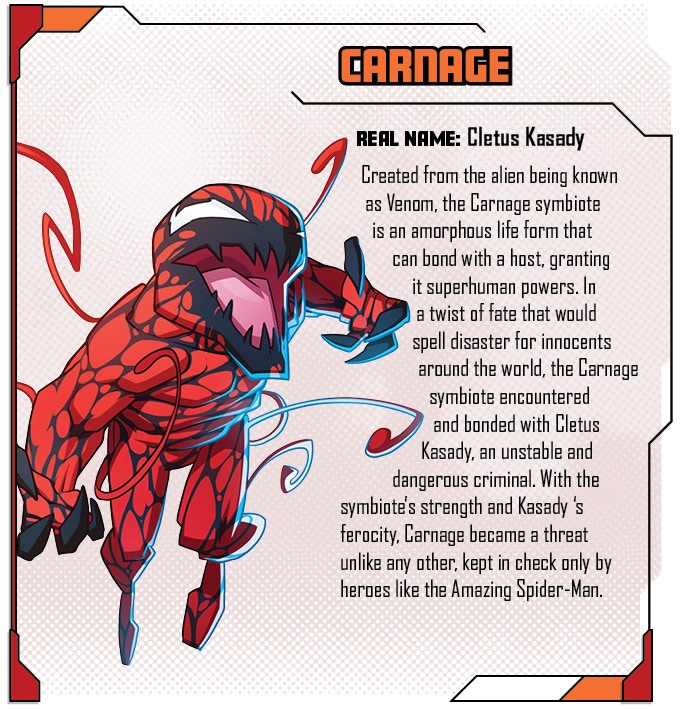 CARNAGE
REAL NAME: Cletus Kasady
Created from the alien being known
as Venom, the Carnage symbiote
is an amorphous life form that
can bond with a host, granting
it superhuman powers. In
a twist of fate that would
spell disaster for innocents
around the world, the Carnage
symbiote encountered
and bonded with Cletus
Kasady, an unstable and
dangerous criminal. With the
symbiote's strength and Kasady 's
ferocity, Carnage became a threat
unlike any other, kept in check only by
heroes like the Amazing Spider-Man.